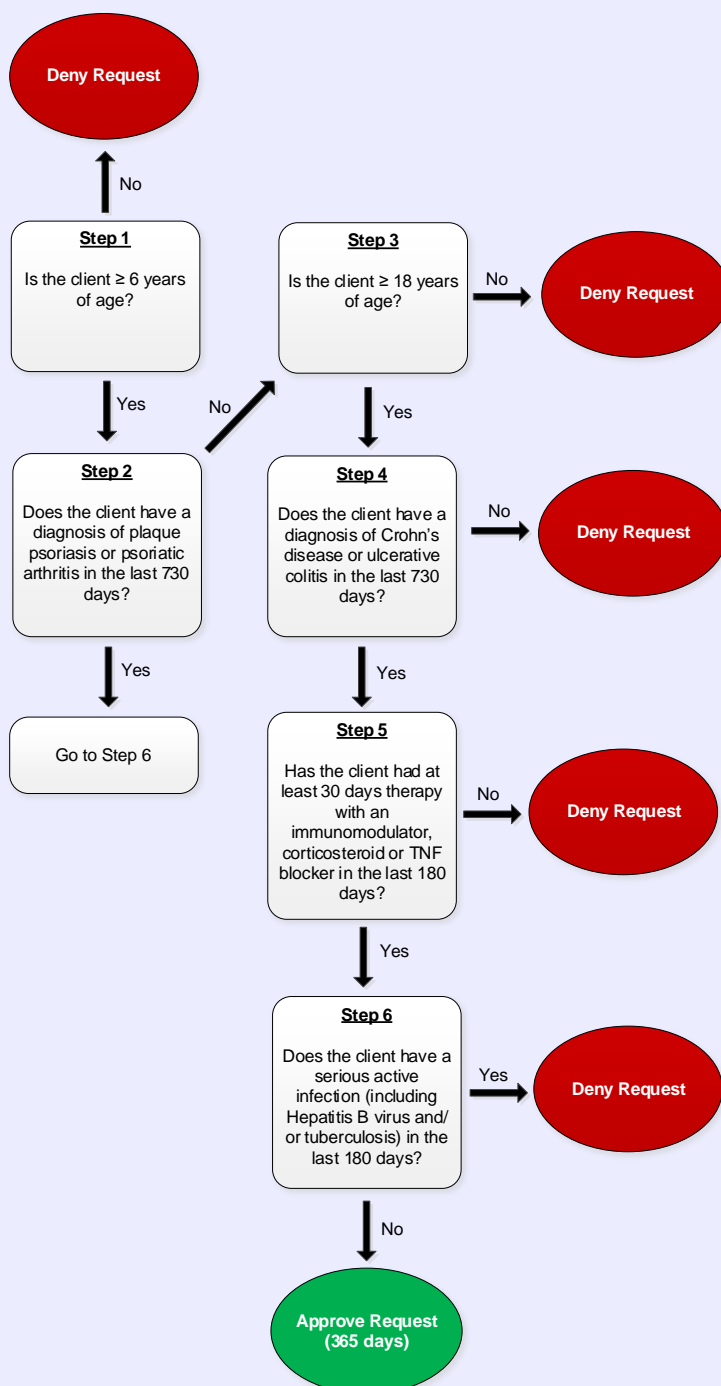 Deny Request
No
Step 1
Is the client ≥ 6 years
of age?
Yes
Step 2
Does the client have a
diagnosis of plaque
psoriasis or psoriatic
arthritis in the last 730
days?
No
Yes
Go to Step 6
Step 3
Is the client ≥ 18 years
of age?
No
Deny Request
Yes
Step 4
Does the client have a
diagnosis of Crohn's
disease or ulcerative
colitis in the last 730
days?
No
Deny Request
Yes
Step 5
Has the client had at
least 30 days therapy
with an
immunomodulator,
corticosteroid or TNF
blocker in the last 180
days?
No
Deny Request
Yes
Step 6
Does the client have a
serious active
infection (including
Hepatitis B virus and/
or tuberculosis) in the
last 180 days?
Yes
Deny Request
No
Approve Request
(365 days)